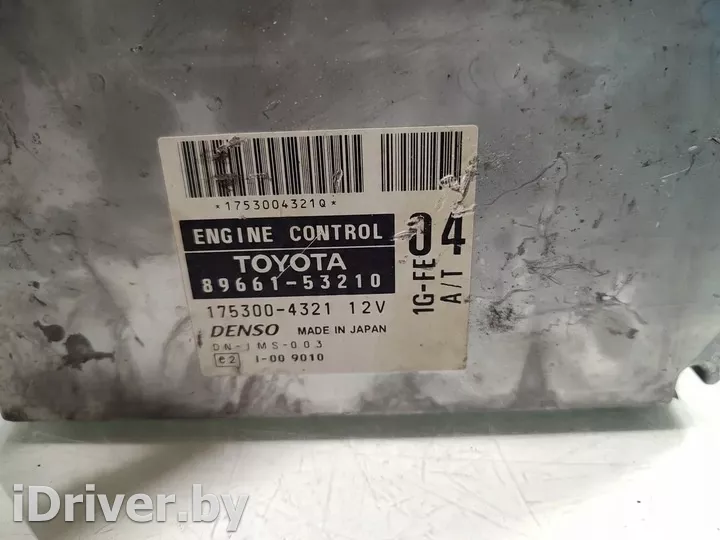 *1753004321Q*
ENGINE CONTROL
TOYOTA
89661-53210
175300-4321 12V
DENSO MADE IN JAPAN
DN-JMS-003
e2 I-00 9010
04
1G-FE
A/T
iDriver.by